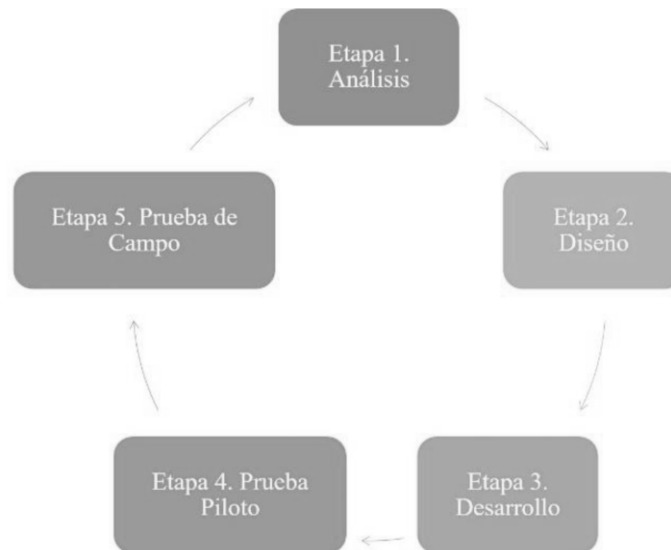 Etapa 1.
Análisis
Etapa 2.
Diseño
Etapa 3.
Desarrollo
Etapa 4. Prueba
Piloto
Etapa 5. Prueba de
Campo